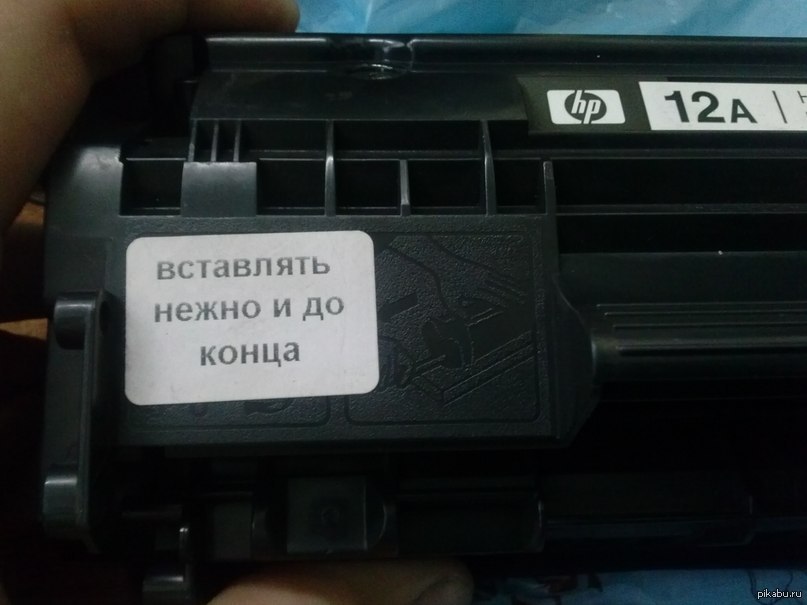 hp 12A
вставлять
нежно и до
конца
pikabu.ru